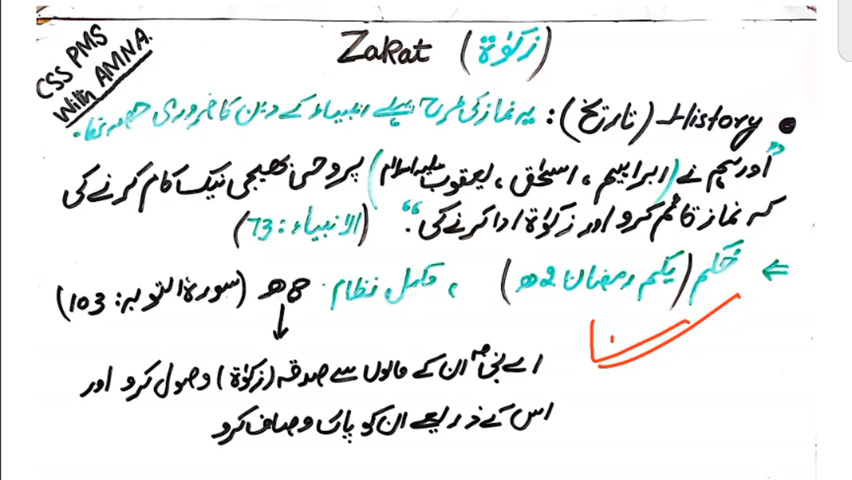 CSS PMS
With AMNA.
Zakat (زکوٰۃ)
• History (تاریخ): یہ نماز کی طرح پہلے انبیاء کے دین کا ضروری حصہ تھا۔
"اور ہم نے (ابراہیم، اسحٰق، یعقوب علیہ السلام) پر وحی بھیجی نیک کام کرنے کی
کہ نماز قائم کرو اور زکوٰۃ ادا کرنے کی." (الانبیاء: 73)
⇐ حکم (یکم رمضان 2ھ) ، مکمل نظام 8ھ (سورۃ التوبہ: 103)
اے نبیؐ ان کے مالوں سے صدقہ (زکوٰۃ) وصول کرو اور
اس کے ذریعے ان کو پاک و صاف کرو